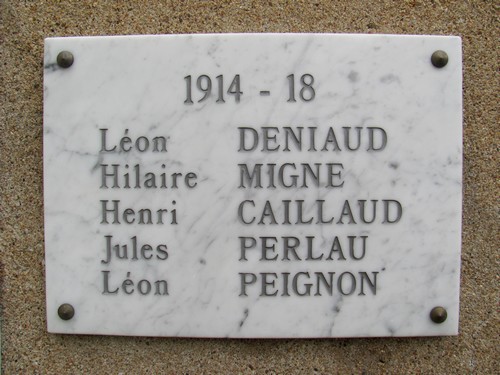 1914 - 18
Léon DENIAUD
Hilaire MIGNE
Henri CAILLAUD
Jules PERLAU
Léon PEIGNON